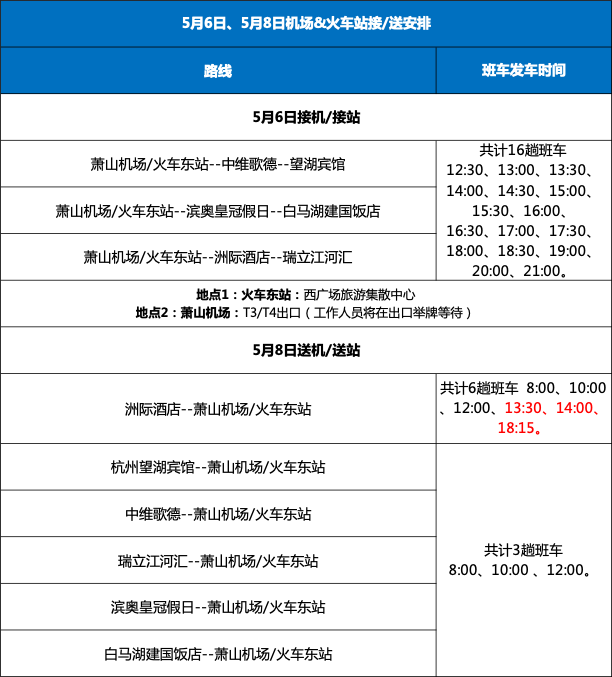 5月6日、5月8日机场&火车站接/送安排
路线
班车发车时间
5月6日接机/接站
萧山机场/火车东站--中维歌德--望湖宾馆
萧山机场/火车东站--滨奥皇冠假日--白马湖建国饭店
萧山机场/火车东站--洲际酒店--瑞立江河汇
共计16趟班车
12:30、13:00、13:30、
14:00、14:30、15:00、
15:30、16:00、
16:30、17:00、17:30、
18:00、18:30、19:00、
20:00、21:00。
地点1：火车东站：西广场旅游集散中心
地点2：萧山机场：T3/T4出口（工作人员将在出口举牌等待）
5月8日送机/送站
洲际酒店--萧山机场/火车东站
共计6趟班车 8:00、10:00
、12:00、13:30、14:00、
18:15。
杭州望湖宾馆--萧山机场/火车东站
中维歌德--萧山机场/火车东站
瑞立江河汇--萧山机场/火车东站
滨奥皇冠假日--萧山机场/火车东站
白马湖建国饭店--萧山机场/火车东站
共计3趟班车
8:00、10:00 、12:00。